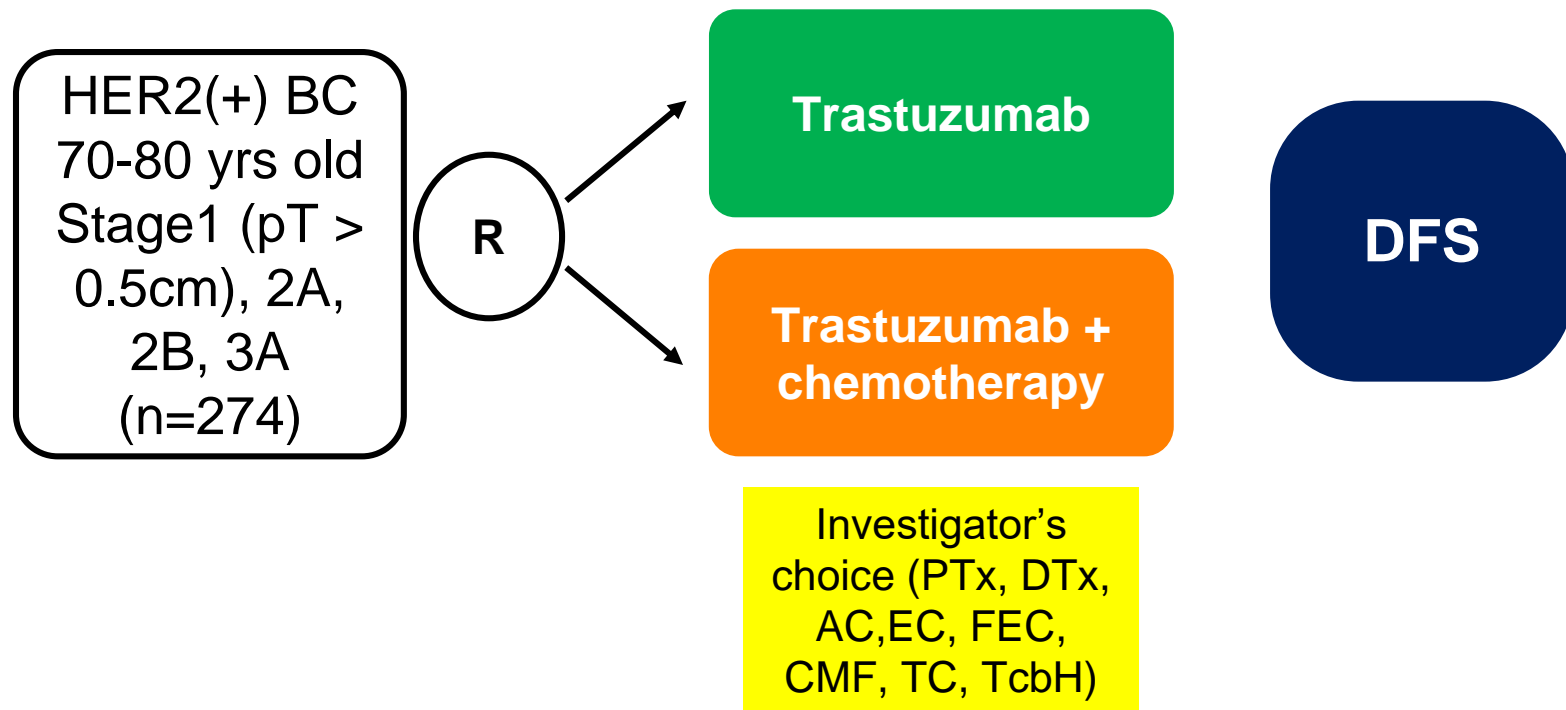 HER2(+) BC
70-80 yrs old
Stage1 (pT >
0.5cm), 2A,
2B, 3A
(n=274)
R
Trastuzumab
Trastuzumab +
chemotherapy
Investigator’s
choice (PTx, DTx,
AC,EC, FEC,
CMF, TC, TcbH)
DFS